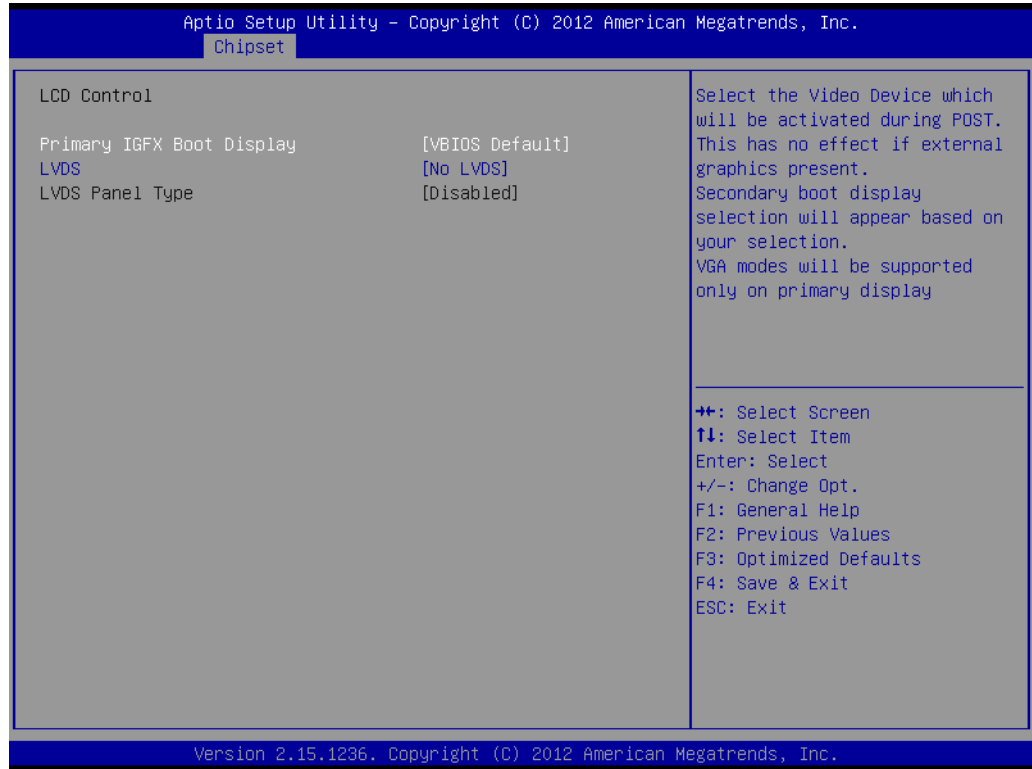 Aptio Setup Utility – Copyright (C) 2012 American Megatrends, Inc.
Chipset
LCD Control
Primary IGFX Boot Display [VBIOS Default]
LVDS [No LVDS]
LVDS Panel Type [Disabled]
Select the Video Device which
will be activated during POST.
This has no effect if external
graphics present.
Secondary boot display
selection will appear based on
your selection.
VGA modes will be supported
only on primary display
→←: Select Screen
↑↓: Select Item
Enter: Select
+/-: Change Opt.
F1: General Help
F2: Previous Values
F3: Optimized Defaults
F4: Save & Exit
ESC: Exit
Version 2.15.1236. Copyright (C) 2012 American Megatrends, Inc.